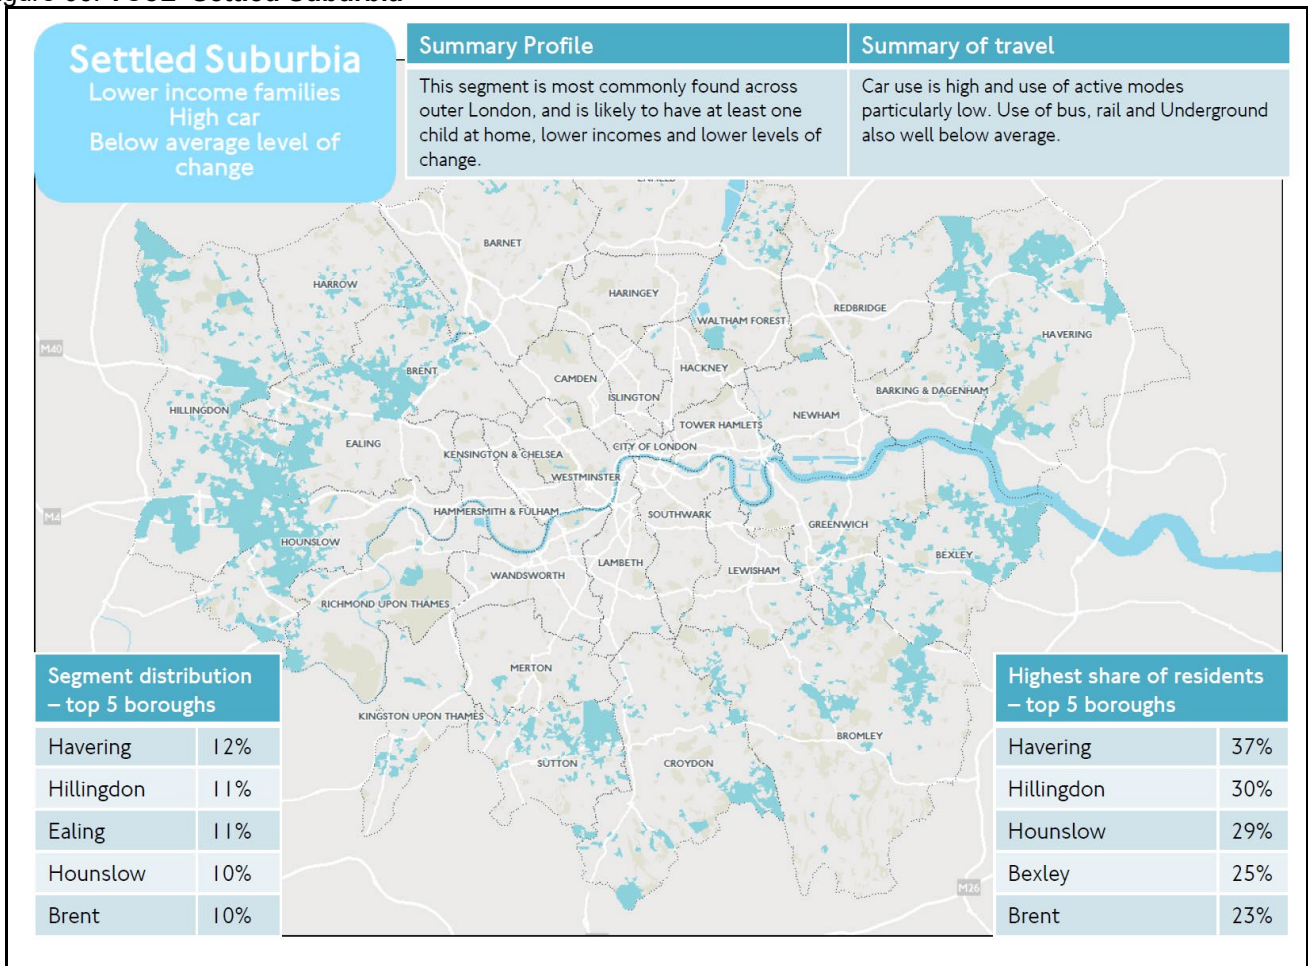 Settled Suburbia
Lower income families
High car
Below average level of
change
Summary Profile
This segment is most commonly found across
outer London, and is likely to have at least one
child at home, lower incomes and lower levels of
change.
Summary of travel
Car use is high and use of active modes
particularly low. Use of bus, rail and Underground
also well below average.
BARNET
HARROW
HARINGEY
WALTHAM FOREST
REDBRIDGE
HAVERING
M40
BRENT
CAMDEN
HACKNEY
ISLINGTON
BARKING & DAGENHAM
HILLINGDON
TOWER HAMLETS
NEWHAM
EALING
KENSINGTON & CHELSEA
CITY OF LONDON
WESTMINSTER
M4
HAMMERSMITH & FULHAM
SOUTHWARK
GREENWICH
HOUNSLOW
BEXLEY
LAMBETH
WANDSWORTH
LEWISHAM
RICHMOND UPON THAMES
MERTON
KINGSTON UPON THAMES
BROMLEY
SUTTON
CROYDON
M26
Segment distribution
– top 5 boroughs
Havering 12%
Hillingdon 11%
Ealing 11%
Hounslow 10%
Brent 10%
Highest share of residents
– top 5 boroughs
Havering 37%
Hillingdon 30%
Hounslow 29%
Bexley 25%
Brent 23%